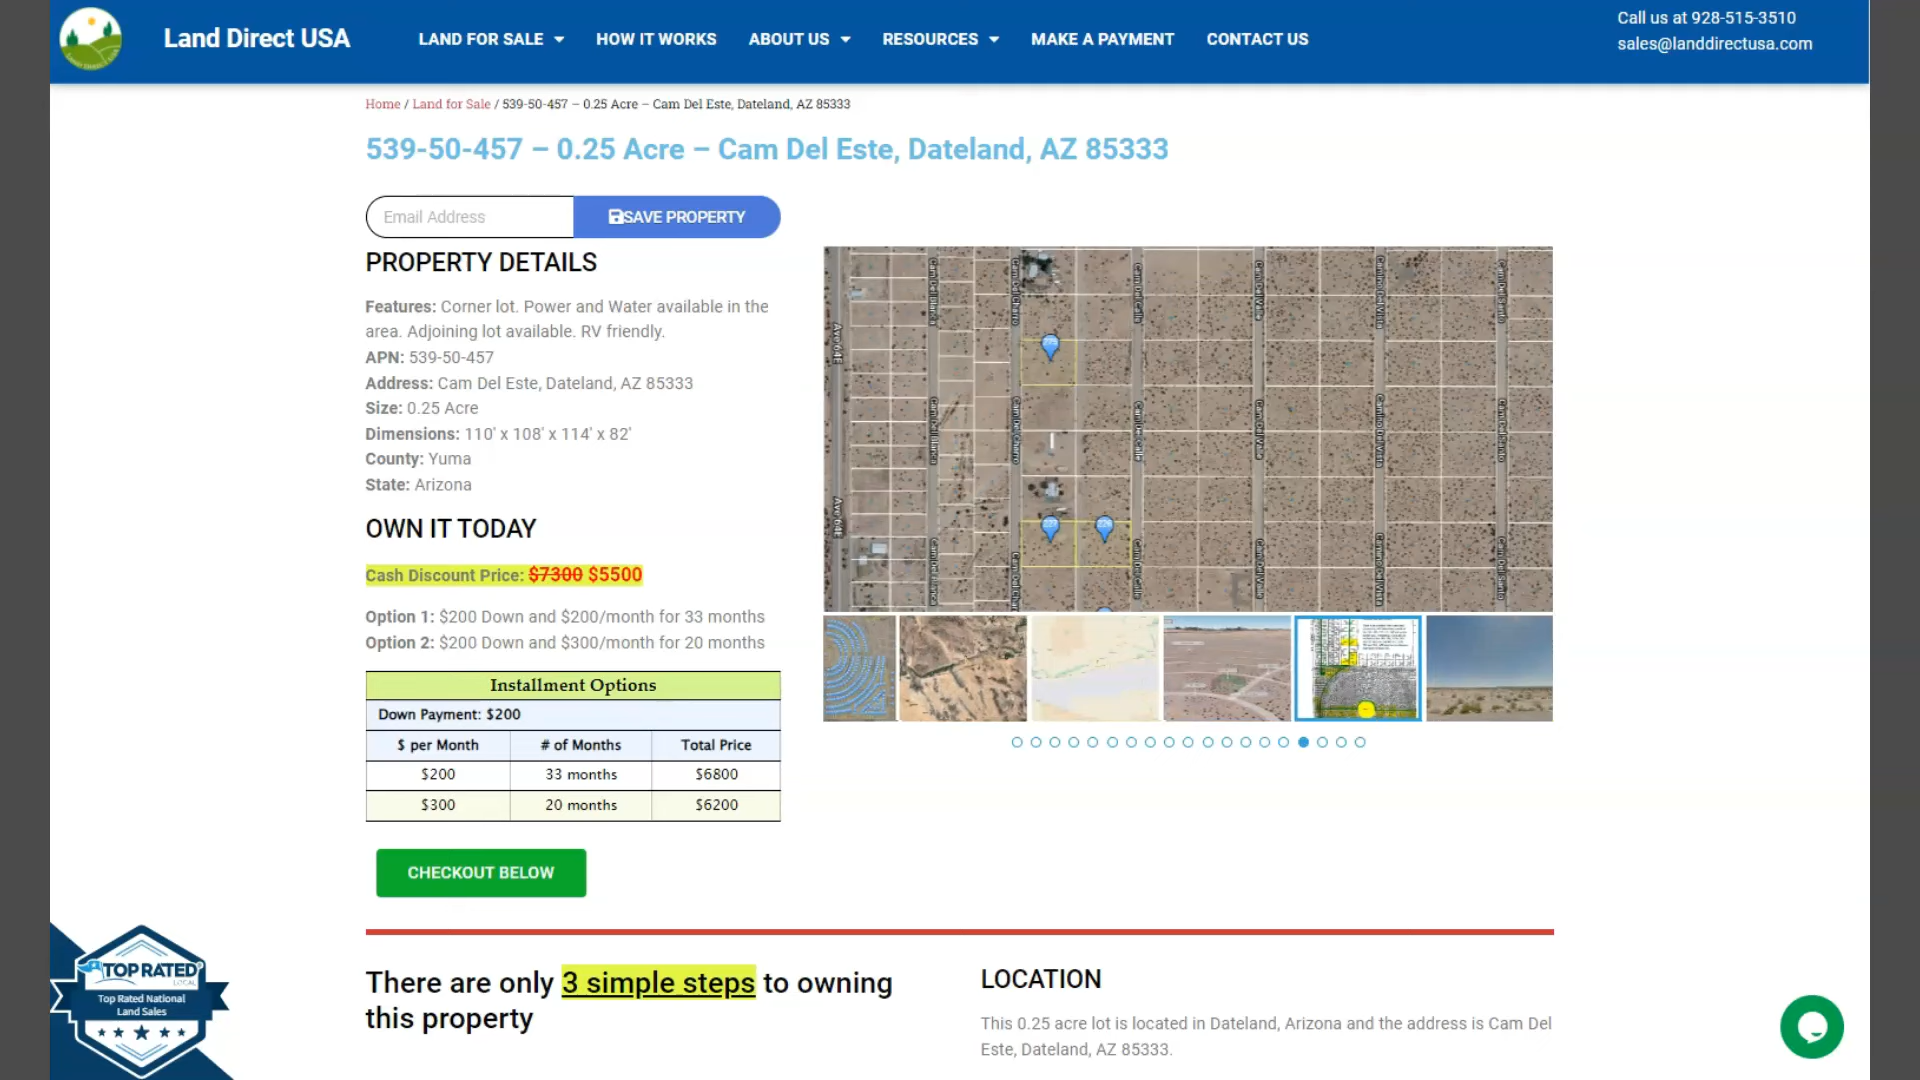 Land Direct USA
LAND FOR SALE
HOW IT WORKS
ABOUT US
RESOURCES
MAKE A PAYMENT
CONTACT US
Call us at 928-515-3510
sales@landdirectusa.com
Home / Land for Sale / 539-50-457 – 0.25 Acre – Cam Del Este, Dateland, AZ 85333
539-50-457 – 0.25 Acre – Cam Del Este, Dateland, AZ 85333
Email Address
SAVE PROPERTY
PROPERTY DETAILS
Features: Corner lot. Power and Water available in the
area. Adjoining lot available. RV friendly.
APN: 539-50-457
Address: Cam Del Este, Dateland, AZ 85333
Size: 0.25 Acre
Dimensions: 110' x 108' x 114' x 82'
County: Yuma
State: Arizona
OWN IT TODAY
Cash Discount Price: $7300 $5500
Option 1: $200 Down and $200/month for 33 months
Option 2: $200 Down and $300/month for 20 months
Installment Options
Down Payment: $200
$ per Month # of Months Total Price
$200 33 months $6800
$300 20 months $6200
CHECKOUT BELOW
Ave 64E
Ave 64E
TOP RATED
LOCAL
Top Rated National
Land Sales
There are only 3 simple steps to owning
this property
LOCATION
This 0.25 acre lot is located in Dateland, Arizona and the address is Cam Del
Este, Dateland, AZ 85333.